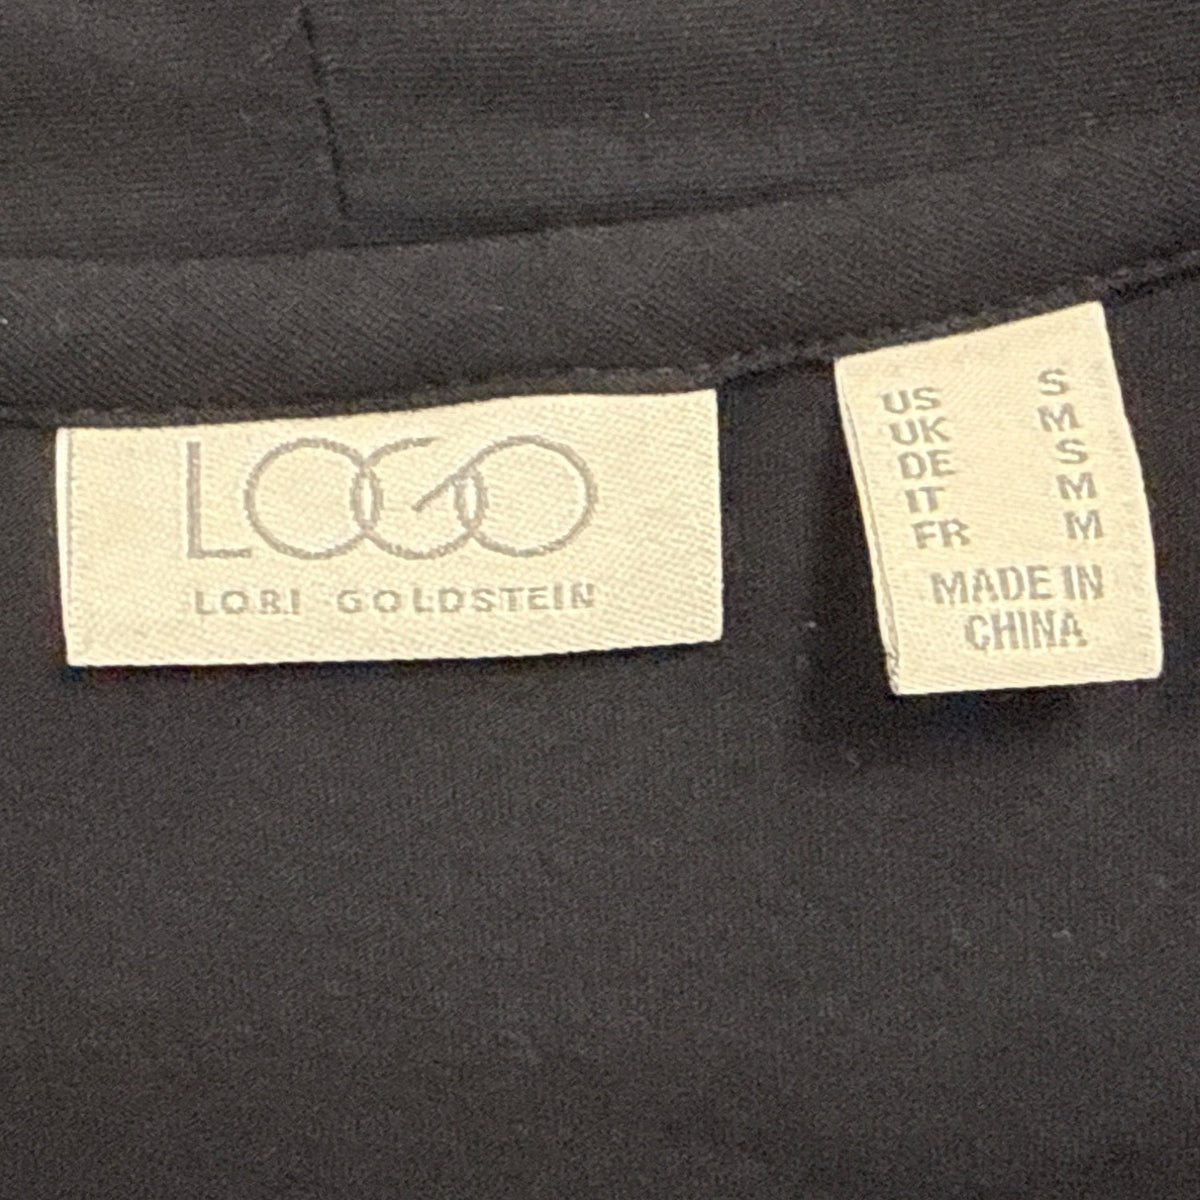 LOGO
LORI GOLDSTEIN
US S
UK M
DE S
IT M
FR M
MADE IN
CHINA